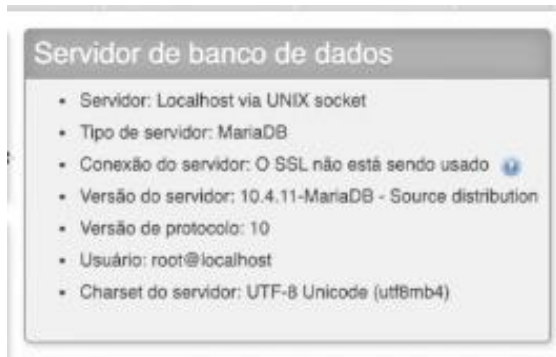 Servidor de banco de dados
Servidor: Localhost via UNIX socket
Tipo de servidor: MariaDB
Conexão do servidor: O SSL não está sendo usado
Versão do servidor: 10.4.11-MariaDB - Source distribution
Versão de protocolo: 10
Usuário: root@localhost
Charset do servidor: UTF-8 Unicode (utf8mb4)